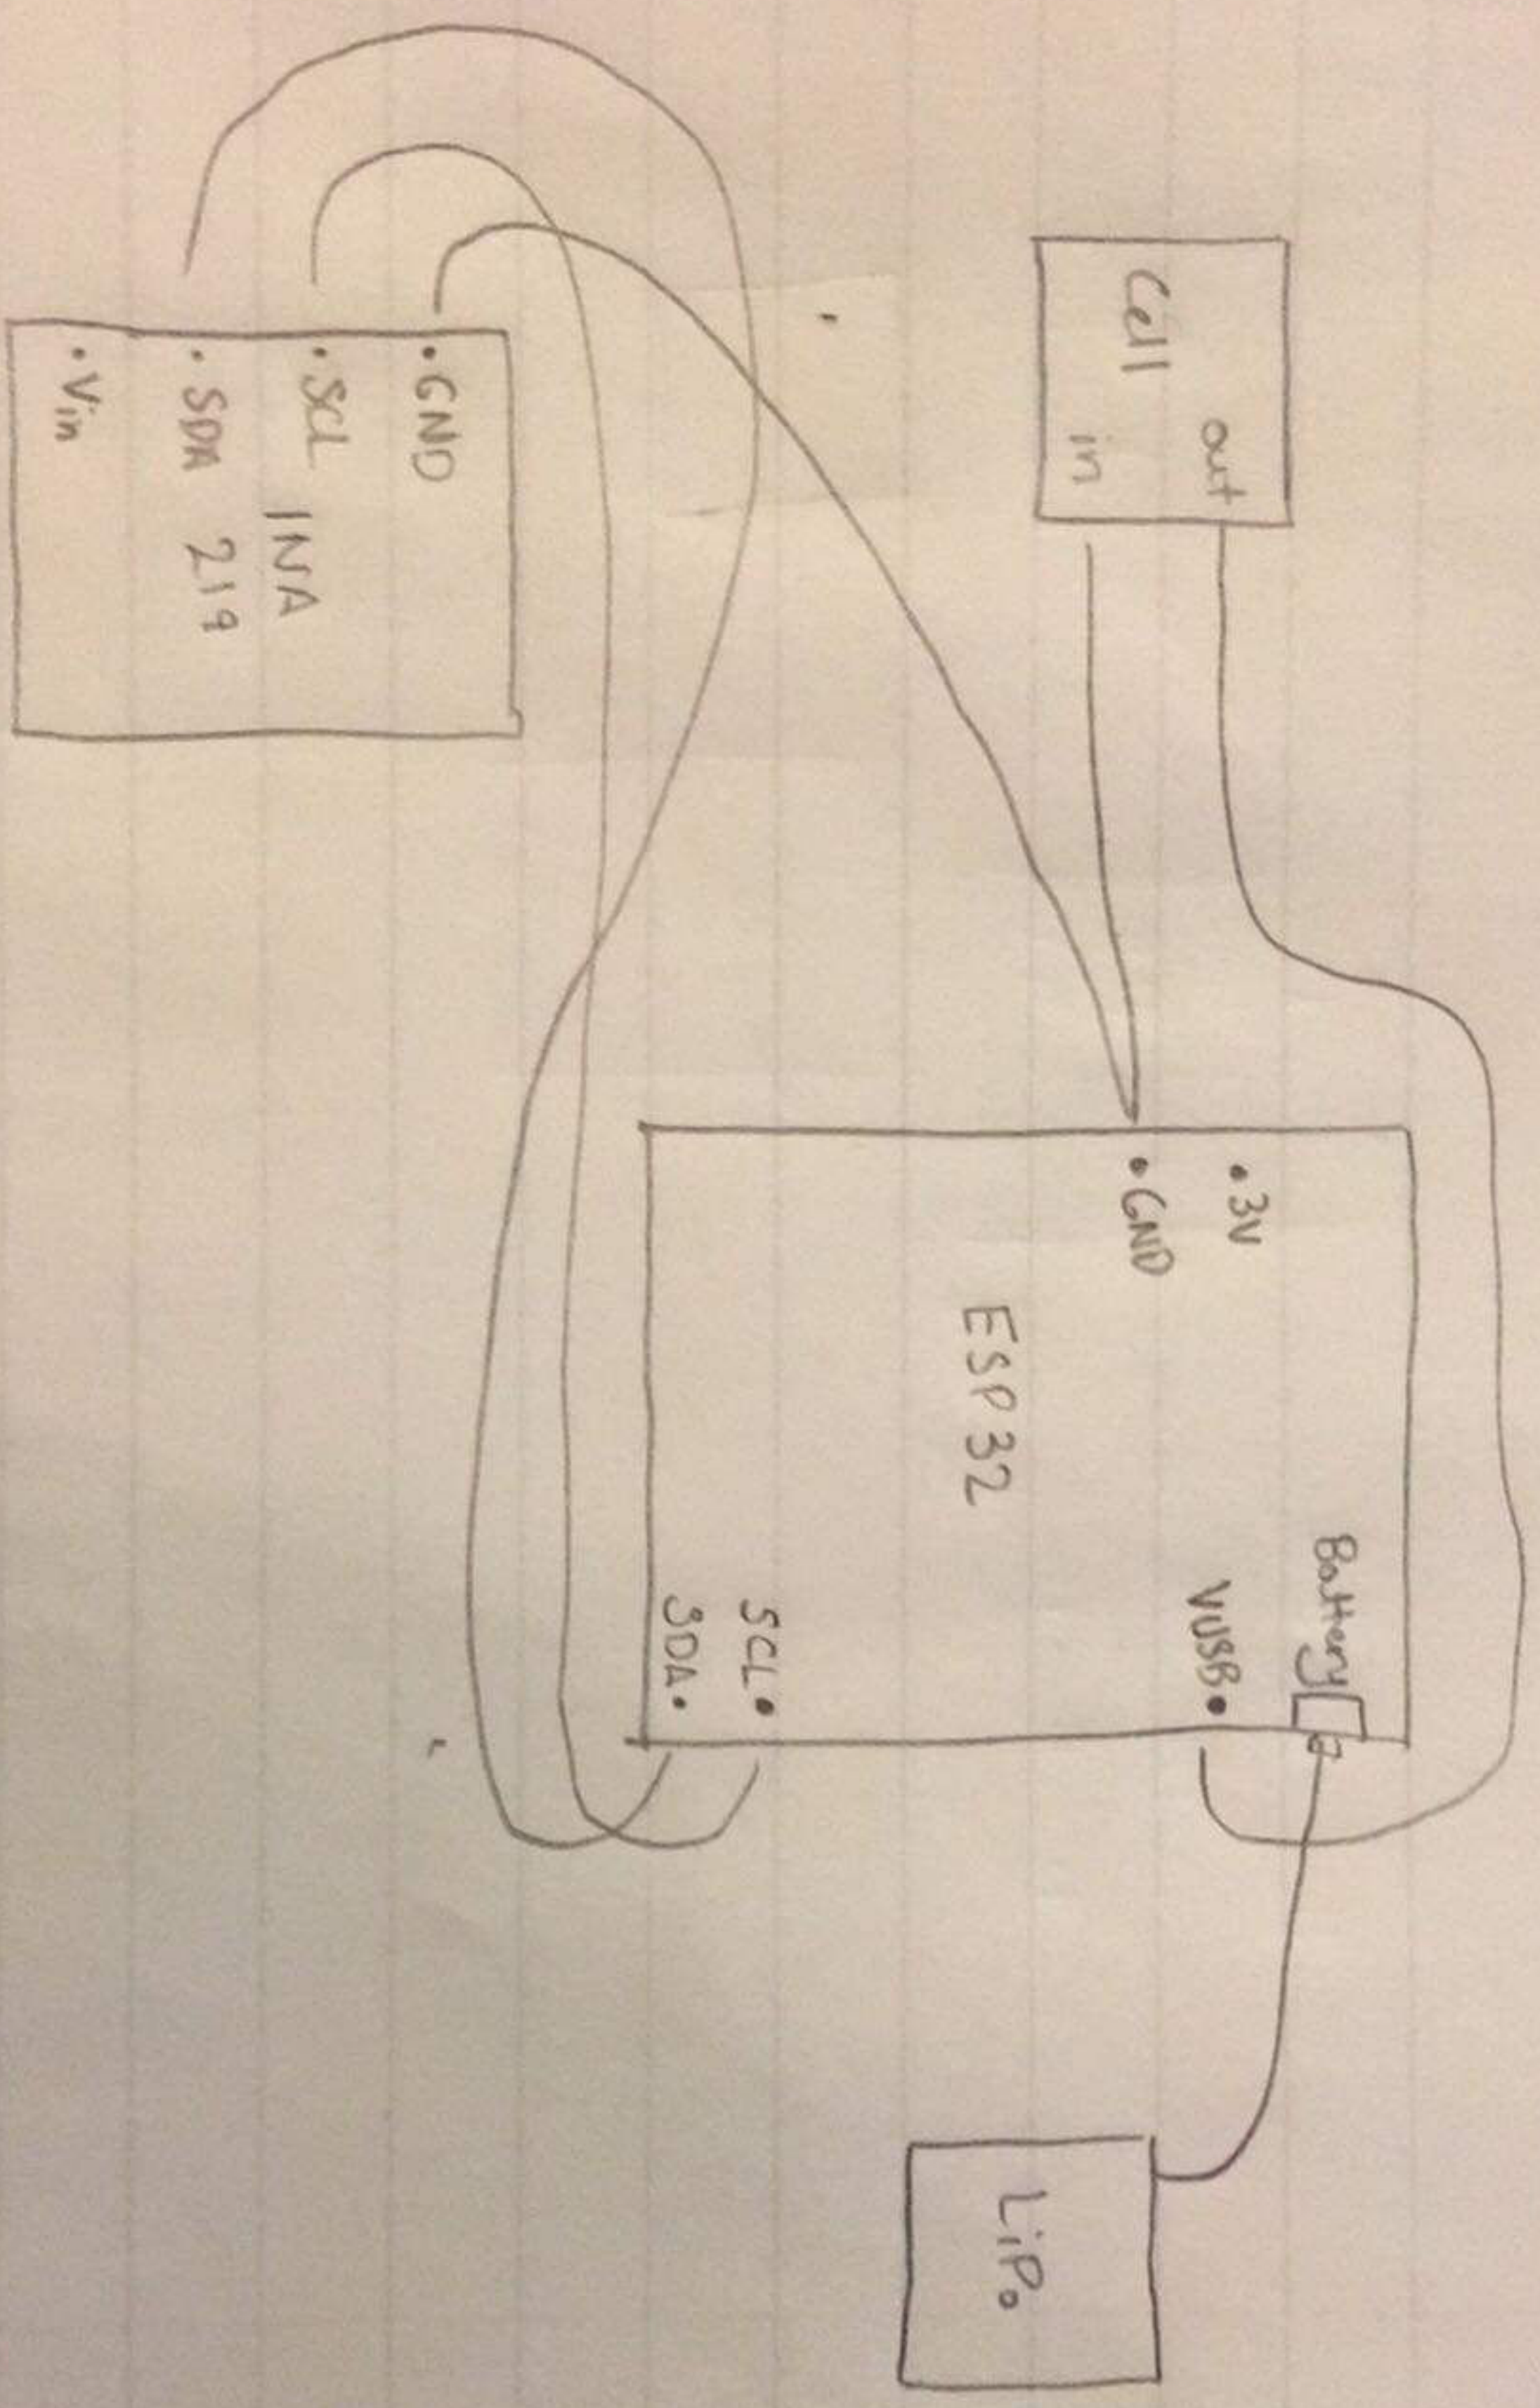 Cell
out
in
• 3V
• GND
ESP32
Battery
VUSB •
SCL •
SDA •
LiPo
• GND
• SCL
• SDA
• Vin
INA
219